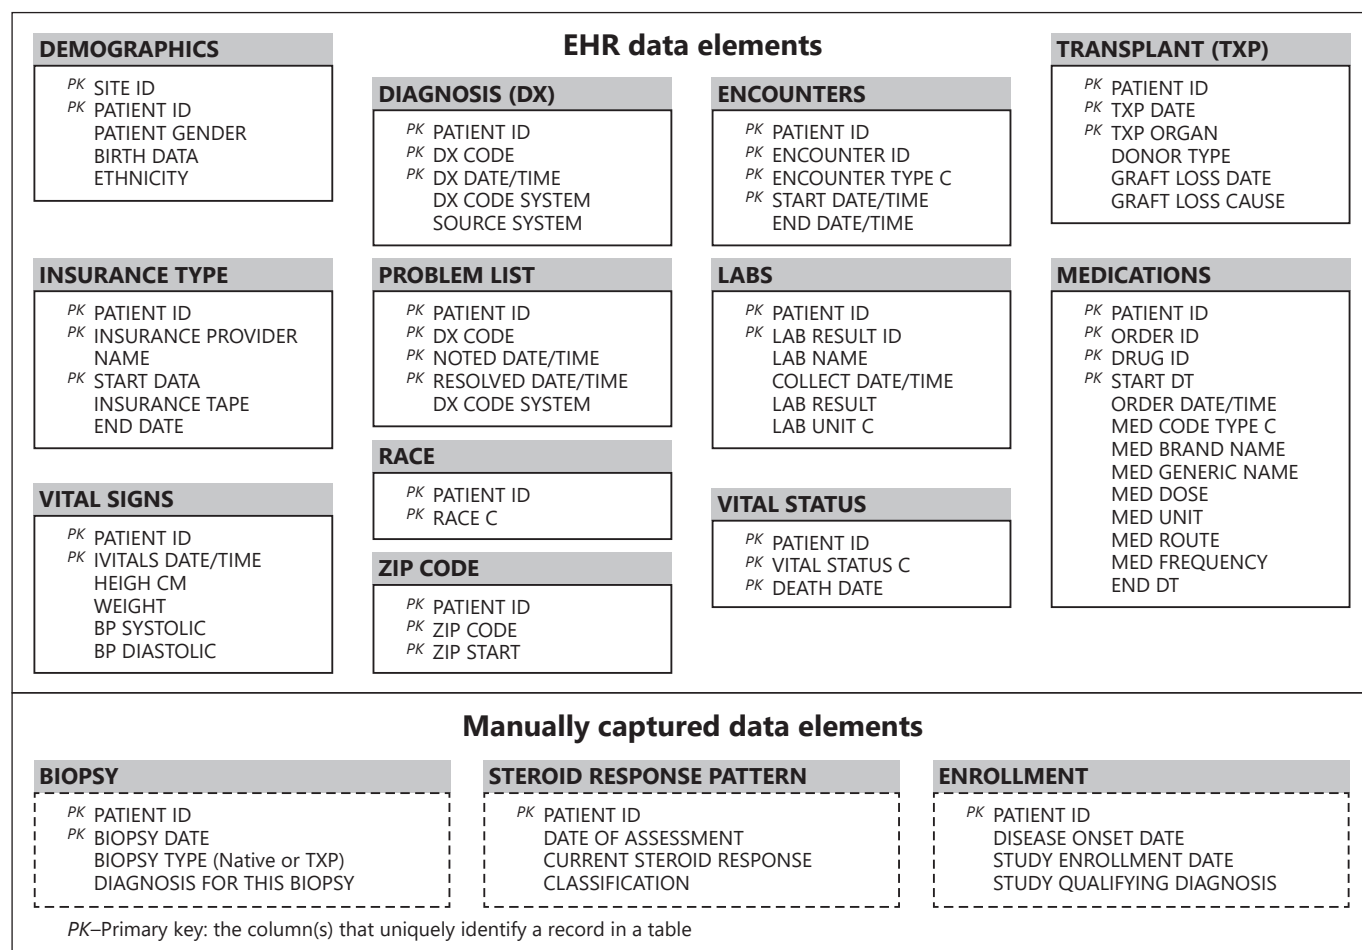 EHR data elements
DEMOGRAPHICS
PK SITE ID
PK PATIENT ID
PATIENT GENDER
BIRTH DATA
ETHNICITY
DIAGNOSIS (DX)
PK PATIENT ID
PK DX CODE
PK DX DATE/TIME
DX CODE SYSTEM
SOURCE SYSTEM
ENCOUNTERS
PK PATIENT ID
PK ENCOUNTER ID
PK ENCOUNTER TYPE C
PK START DATE/TIME
END DATE/TIME
TRANSPLANT (TXP)
PK PATIENT ID
PK TXP DATE
PK TXP ORGAN
DONOR TYPE
GRAFT LOSS DATE
GRAFT LOSS CAUSE
INSURANCE TYPE
PK PATIENT ID
PK INSURANCE PROVIDER
NAME
PK START DATA
INSURANCE TAPE
END DATE
PROBLEM LIST
PK PATIENT ID
PK DX CODE
PK NOTED DATE/TIME
PK RESOLVED DATE/TIME
DX CODE SYSTEM
LABS
PK PATIENT ID
PK LAB RESULT ID
LAB NAME
COLLECT DATE/TIME
LAB RESULT
LAB UNIT C
MEDICATIONS
PK PATIENT ID
PK ORDER ID
PK DRUG ID
PK START DT
ORDER DATE/TIME
MED CODE TYPE C
MED BRAND NAME
MED GENERIC NAME
MED DOSE
MED UNIT
MED ROUTE
MED FREQUENCY
END DT
RACE
PK PATIENT ID
PK RACE C
VITAL SIGNS
PK PATIENT ID
PK IVITALS DATE/TIME
HEIGH CM
WEIGHT
BP SYSTOLIC
BP DIASTOLIC
ZIP CODE
PK PATIENT ID
PK ZIP CODE
PK ZIP START
VITAL STATUS
PK PATIENT ID
PK VITAL STATUS C
PK DEATH DATE
Manually captured data elements
BIOPSY
PK PATIENT ID
PK BIOPSY DATE
BIOPSY TYPE (Native or TXP)
DIAGNOSIS FOR THIS BIOPSY
STEROID RESPONSE PATTERN
PK PATIENT ID
DATE OF ASSESSMENT
CURRENT STEROID RESPONSE
CLASSIFICATION
ENROLLMENT
PK PATIENT ID
DISEASE ONSET DATE
STUDY ENROLLMENT DATE
STUDY QUALIFYING DIAGNOSIS
PK–Primary key: the column(s) that uniquely identify a record in a table